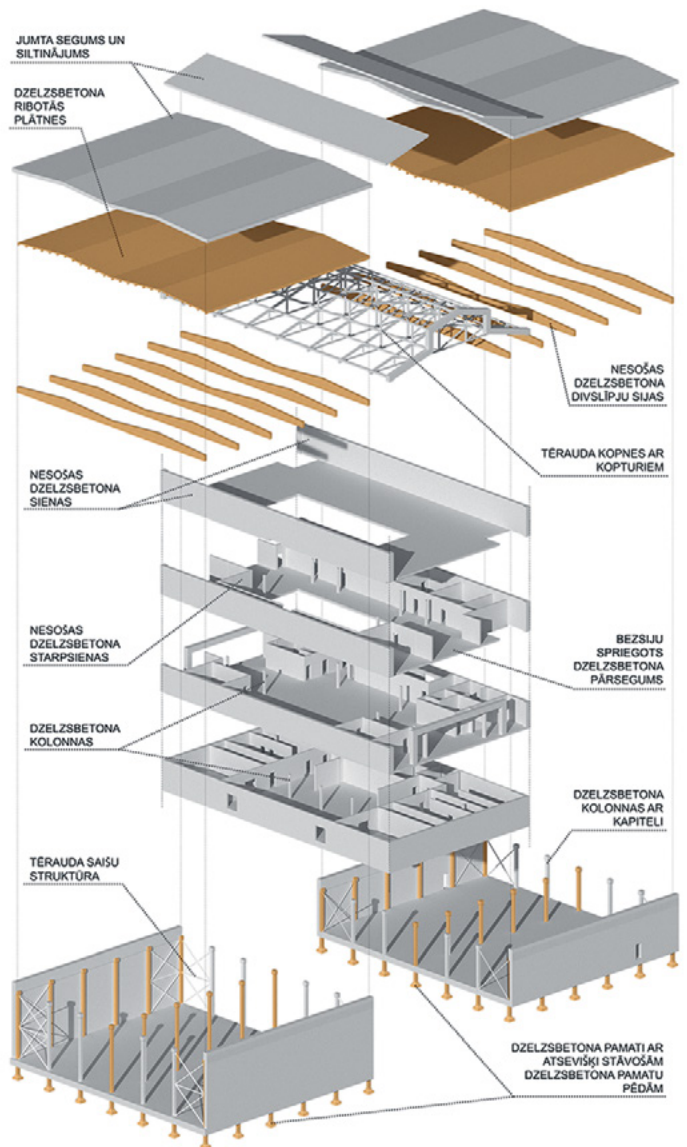 JUMTA SEGUMS UN
SILTINĀJUMS
DZELZSBETONA
RIBOTĀS
PLĀTNES
NESOŠAS
DZELZSBETONA
DIVSLĪPJU SIJAS
TĒRAUDA KOPNES AR
KOPTURIEM
NESOŠAS
DZELZSBETONA
SIENAS
NESOŠAS
DZELZSBETONA
STARPSIENAS
BEZSIJU
SPRIEGOTS
DZELZSBETONA
PĀRSEGUMS
DZELZSBETONA
KOLONNAS
DZELZSBETONA
KOLONNAS AR
KAPITELI
TĒRAUDA SAIŠU
STRUKTŪRA
DZELZSBETONA PAMATI AR
ATSEVIŠĶI STĀVOŠĀM
DZELZSBETONA PAMATU
PĒDĀM